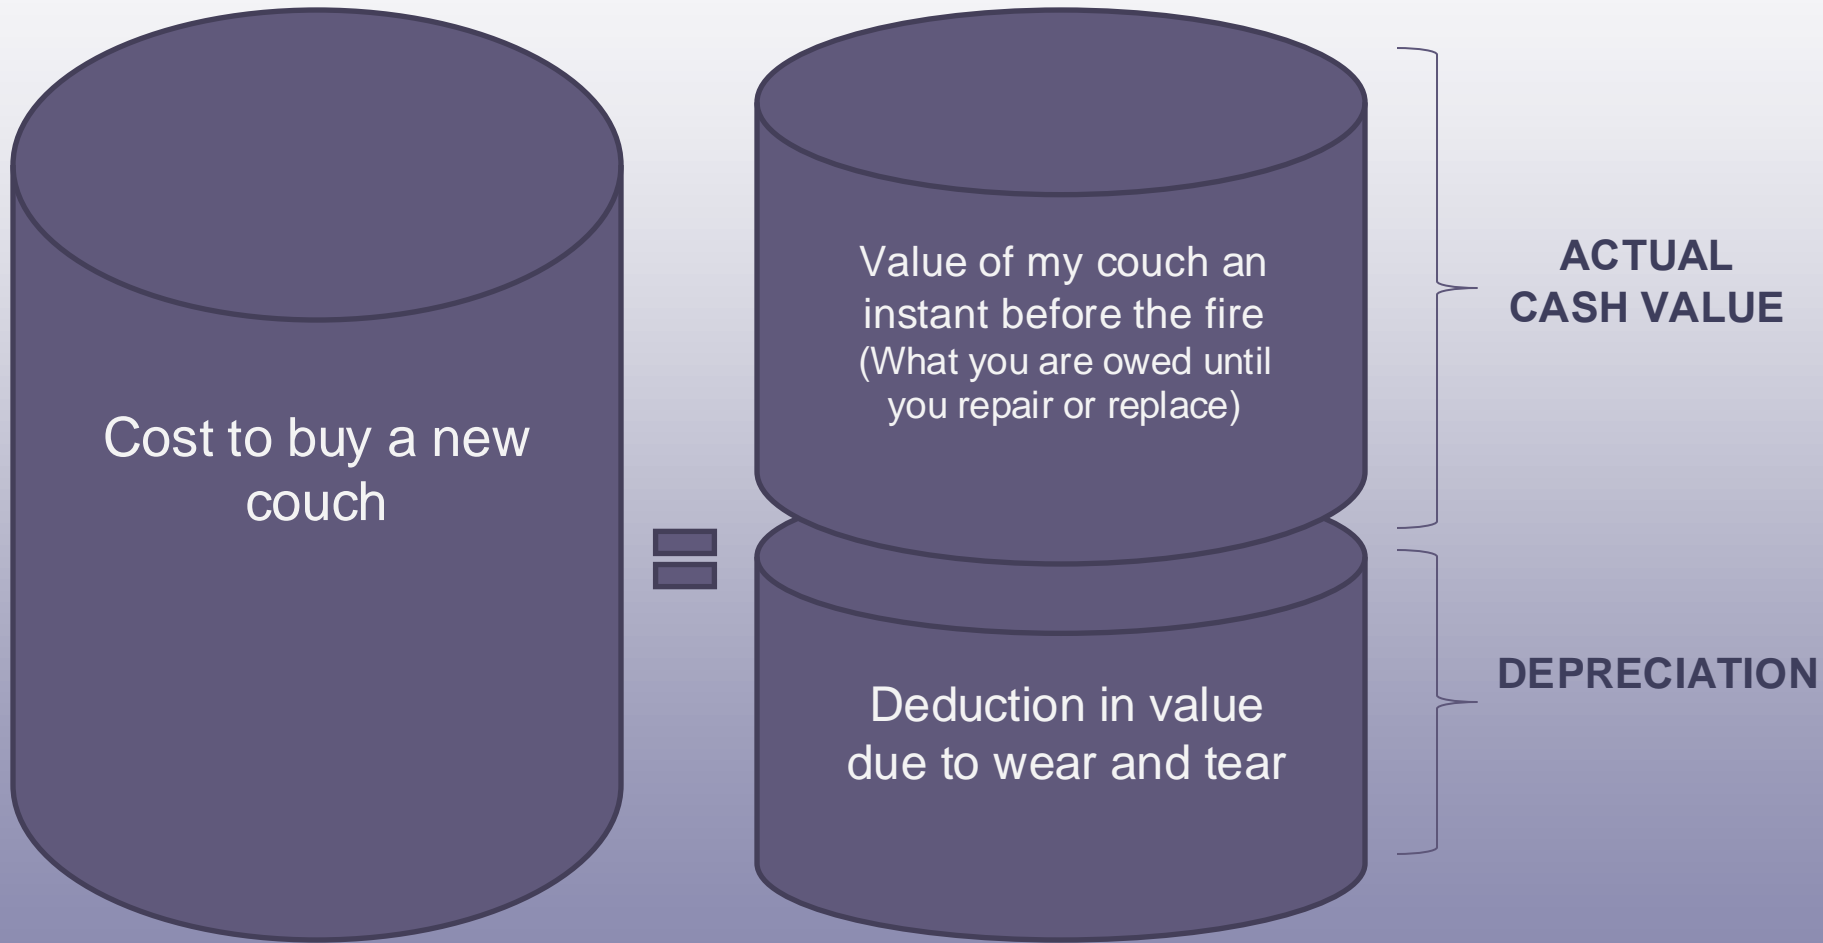 Cost to buy a new
couch
Value of my couch an
instant before the fire
(What you are owed until
you repair or replace)
Deduction in value
due to wear and tear
ACTUAL
CASH VALUE
DEPRECIATION